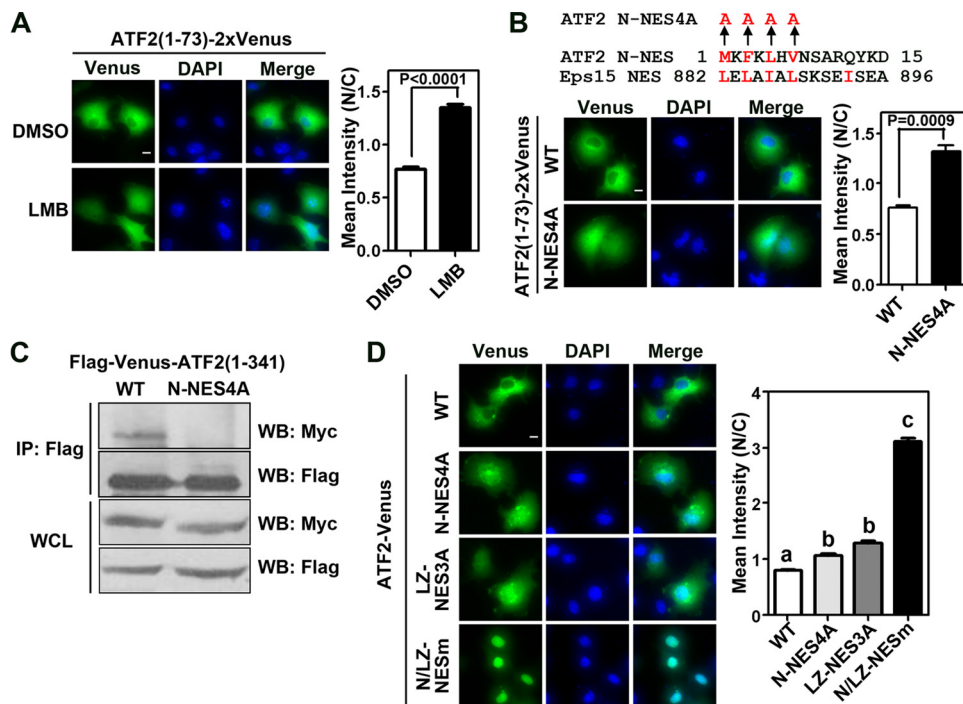 A
ATF2(1-73)-2xVenus
Venus DAPI Merge
DMSO
LMB
Mean Intensity (N/C)
P<0.0001
1.5
1.0
0.5
0.0
DMSO
LMB
B
ATF2 N-NES4A A A A A
ATF2 N-NES 1 MKFKLHVNSARQYKD 15
Eps15 NES 882 LELAIALSKSEISEA 896
ATF2(1-73)-2xVenus
Venus DAPI Merge
WT
N-NES4A
Mean Intensity (N/C)
P=0.0009
1.5
1.0
0.5
0.0
WT
N-NES4A
C
Flag-Venus-ATF2(1-341)
WT N-NES4A
IP: Flag
WB: Myc
WB: Flag
WCL
WB: Myc
WB: Flag
D
Venus DAPI Merge
ATF2-Venus
WT
N-NES4A
LZ-
NES3A
N/LZ-
NESm
Mean Intensity (N/C)
4
3
2
1
0
a
b
b
c
WT
N-NES4A
LZ-NES3A
N/LZ-NESm